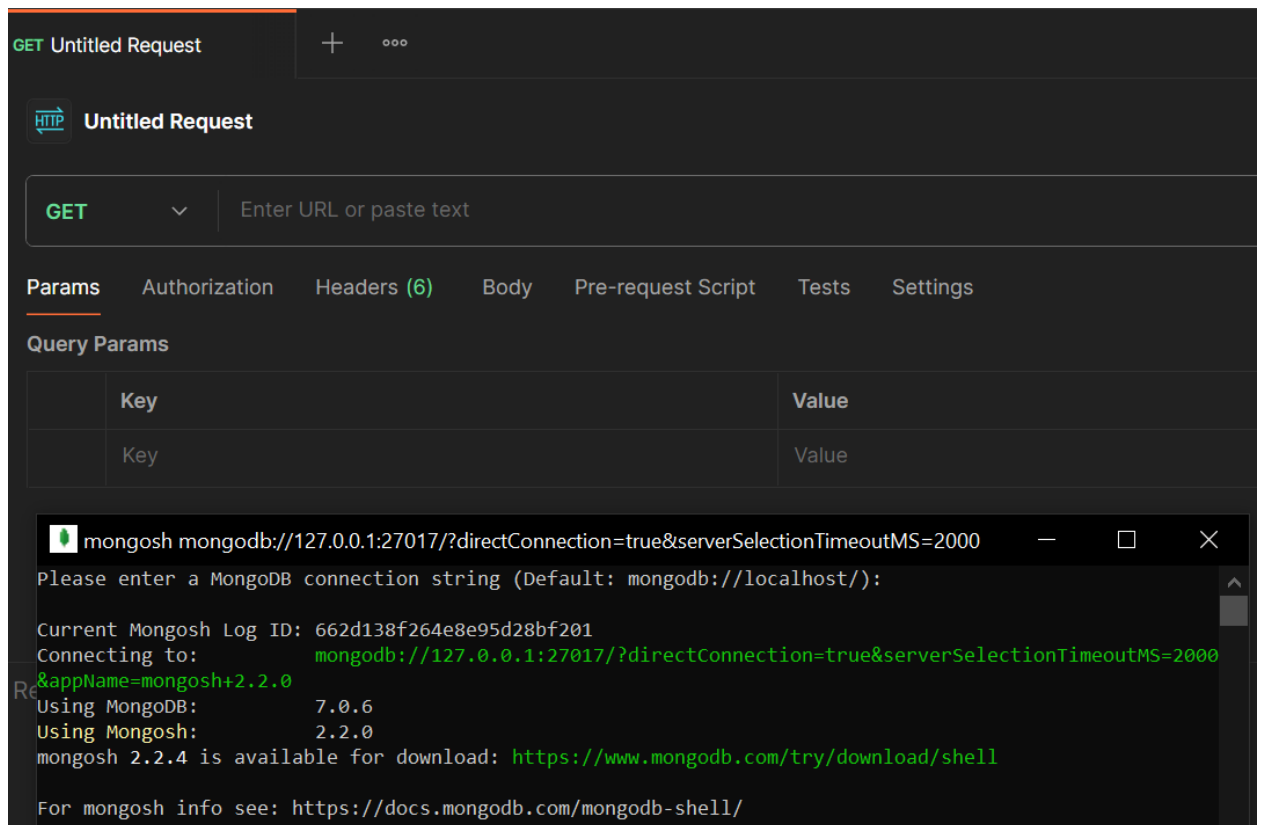 GET Untitled Request
HTTP Untitled Request
GET Enter URL or paste text
Params Authorization Headers (6) Body Pre-request Script Tests Settings
Query Params
Key Value
Key Value
mongosh mongodb://127.0.0.1:27017/?directConnection=true&serverSelectionTimeoutMS=2000
Please enter a MongoDB connection string (Default: mongodb://localhost/):
Current Mongosh Log ID: 662d138f264e8e95d28bf201
Connecting to: mongodb://127.0.0.1:27017/?directConnection=true&serverSelectionTimeoutMS=2000
&appName=mongosh+2.2.0
Using MongoDB: 7.0.6
Using Mongosh: 2.2.0
mongosh 2.2.4 is available for download: https://www.mongodb.com/try/download/shell
For mongosh info see: https://docs.mongodb.com/mongodb-shell/